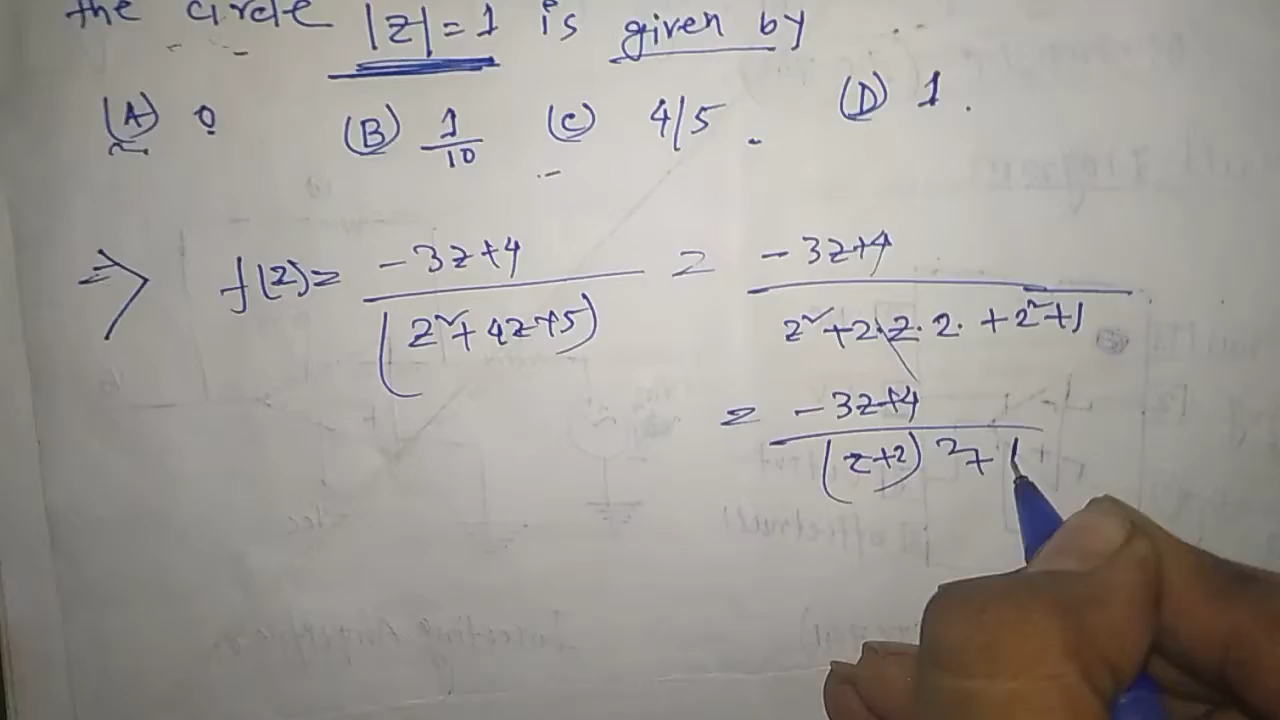 the circle |z|=1 is given by
(A) 0 (B) 1/10 (C) 4/5. (D) 1.
⇒ f(z)= -3z+4 / (z²+4z+5) = -3z+4 / z²+2.z.2.+2²+1
= -3z+4 / (z+2)²+1